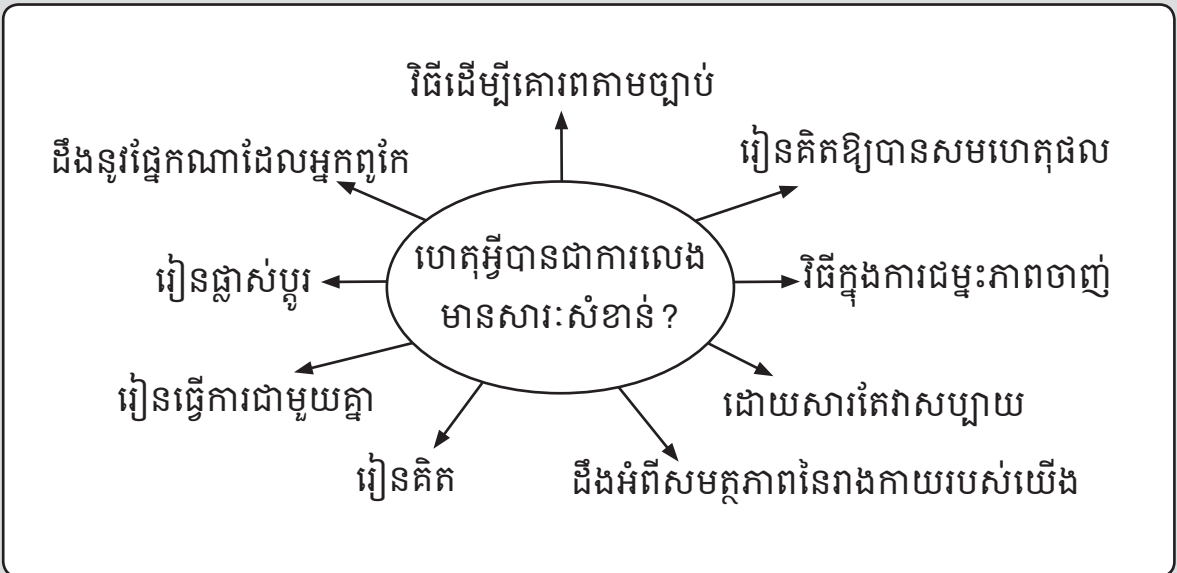 វិធីដើម្បីគោរពតាមច្បាប់
ដឹងនូវផ្នែកណាដែលអ្នកពូកែ
រៀនគិតឱ្យបានសមហេតុផល
ហេតុអ្វីបានជាការលេង
មានសារៈសំខាន់ ?
រៀនផ្លាស់ប្ដូរ
វិធីក្នុងការជម្នះភាពចាញ់
រៀនធ្វើការជាមួយគ្នា
ដោយសារតែវាសប្បាយ
រៀនគិត
ដឹងអំពីសមត្ថភាពនៃរាងកាយរបស់យើង